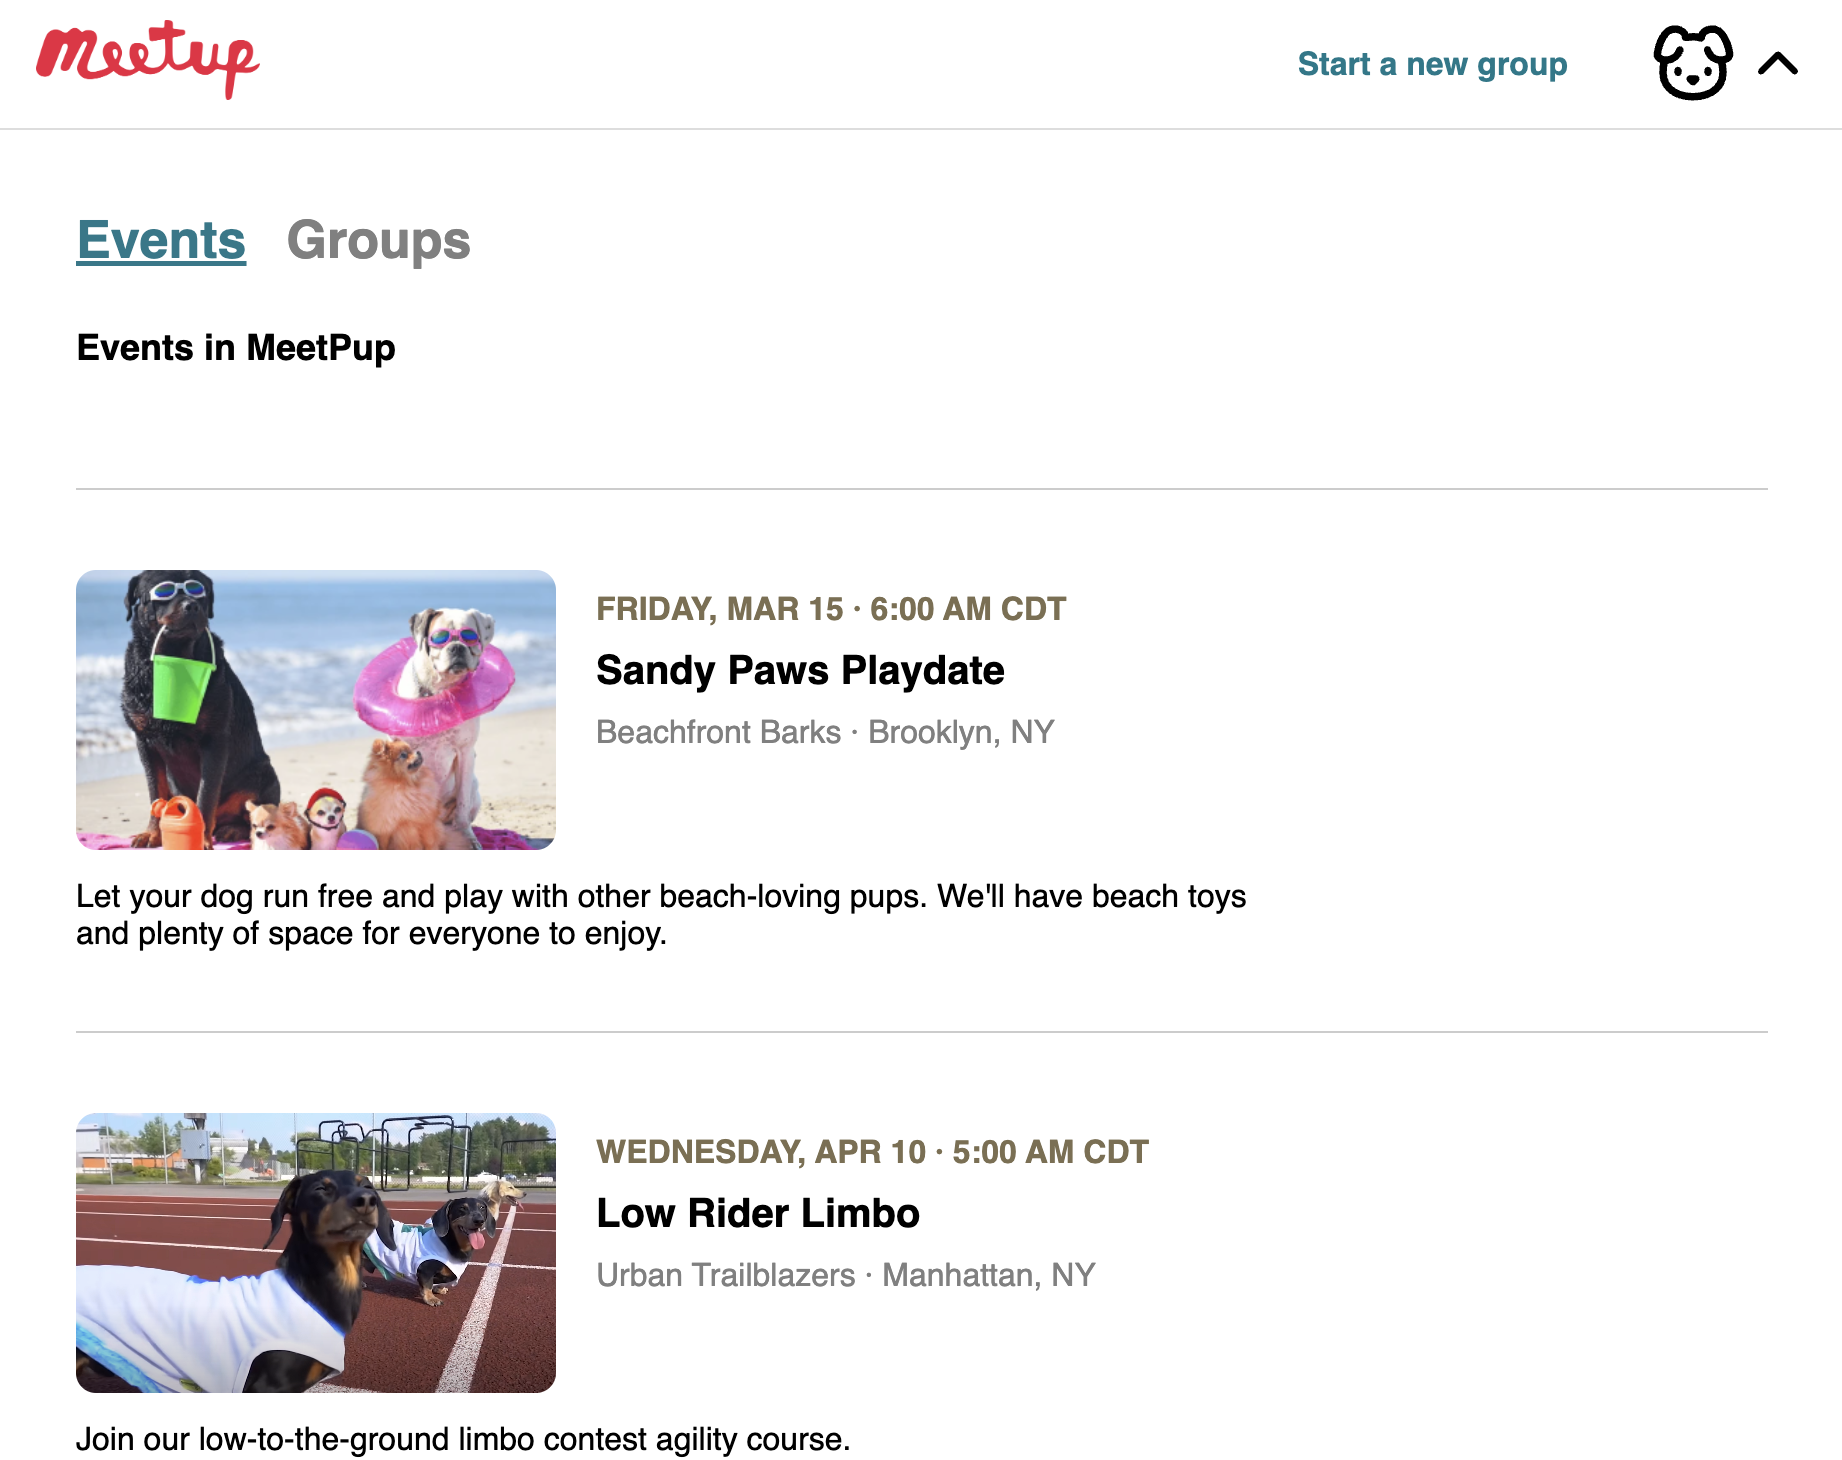 Meetup
Start a new group
Events Groups
Events in MeetPup
FRIDAY, MAR 15 · 6:00 AM CDT
Sandy Paws Playdate
Beachfront Barks · Brooklyn, NY
Let your dog run free and play with other beach-loving pups. We'll have beach toys
and plenty of space for everyone to enjoy.
WEDNESDAY, APR 10 · 5:00 AM CDT
Low Rider Limbo
Urban Trailblazers · Manhattan, NY
Join our low-to-the-ground limbo contest agility course.